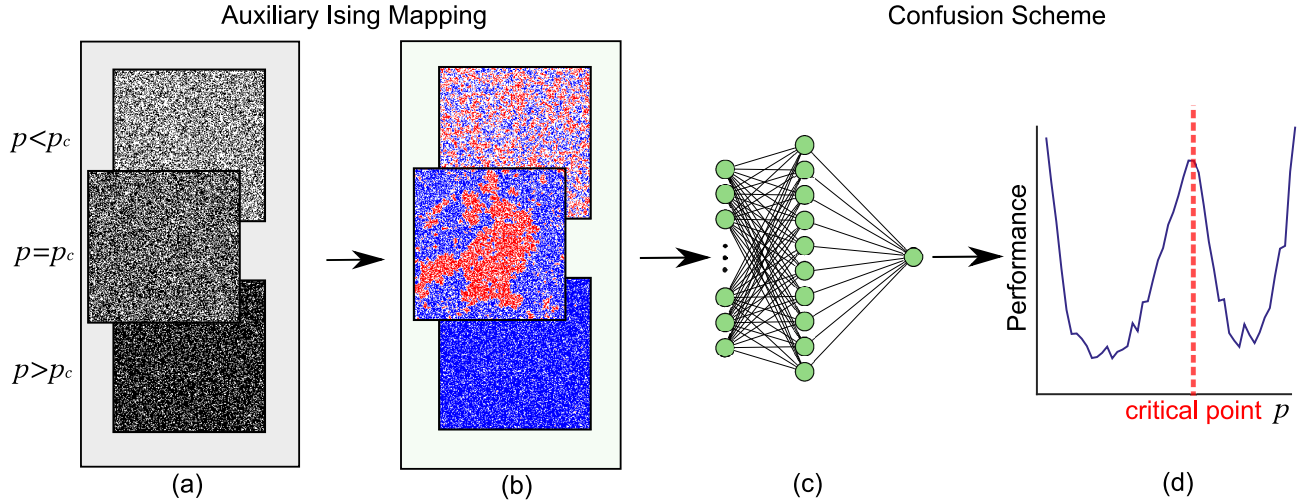 Auxiliary Ising Mapping
Confusion Scheme
p<pc
p=pc
p>pc
Performance
critical point p
(a)
(b)
(c)
(d)